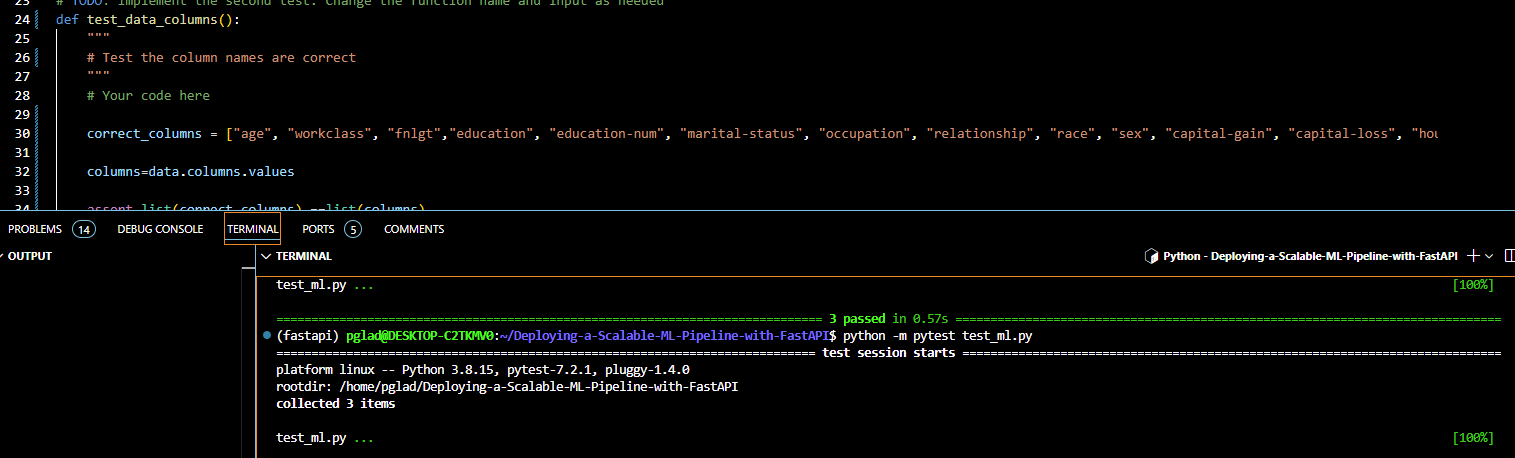 23 # TODO: implement the second test. Change the function name and input as needed
24 def test_data_columns():
25 """
26 # Test the column names are correct
27 """
28 # Your code here
29
30 correct_columns = ["age", "workclass", "fnlgt","education", "education-num", "marital-status", "occupation", "relationship", "race", "sex", "capital-gain", "capital-loss", "hou
31
32 columns=data.columns.values
33
34 assert list(correct_columns) ==list(columns)
PROBLEMS 14 DEBUG CONSOLE TERMINAL PORTS 5 COMMENTS
OUTPUT
TERMINAL
Python - Deploying-a-Scalable-ML-Pipeline-with-FastAPI
test_ml.py ... [100%]
3 passed in 0.57s
(fastapi) pglad@DESKTOP-C2TKMV0:~/Deploying-a-Scalable-ML-Pipeline-with-FastAPI$ python -m pytest test_ml.py
test session starts
platform linux -- Python 3.8.15, pytest-7.2.1, pluggy-1.4.0
rootdir: /home/pglad/Deploying-a-Scalable-ML-Pipeline-with-FastAPI
collected 3 items
test_ml.py ... [100%]